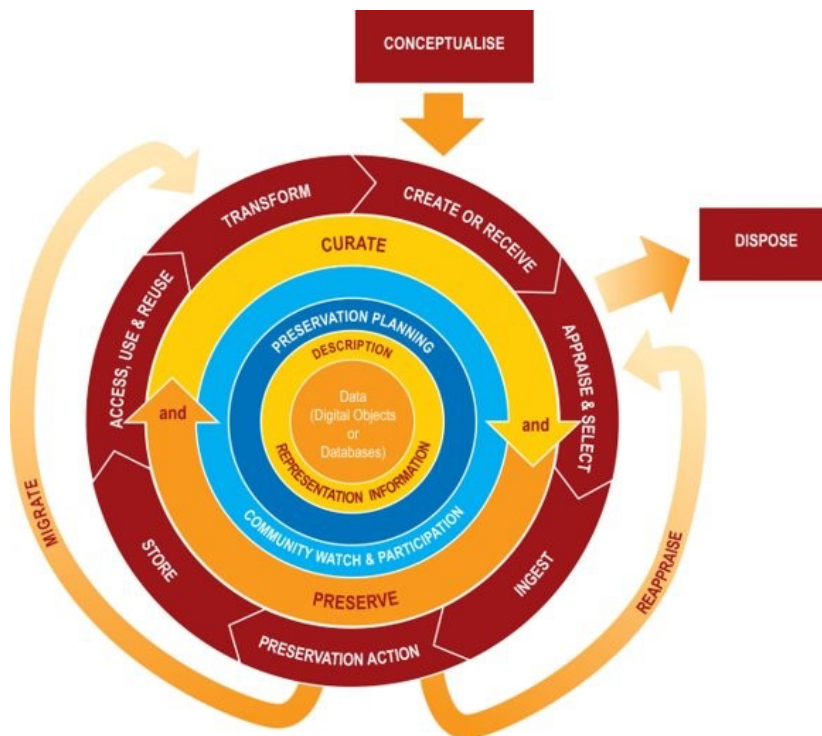 CONCEPTUALISE
DISPOSE
TRANSFORM
CREATE OR RECEIVE
APPRAISE & SELECT
INGEST
PRESERVATION ACTION
STORE
ACCESS, USE & REUSE
MIGRATE
REAPPRAISE
CURATE
and
PRESERVE
and
COMMUNITY WATCH & PARTICIPATION
PRESERVATION PLANNING
DESCRIPTION
REPRESENTATION INFORMATION
Data
(Digital Objects
or
Databases)